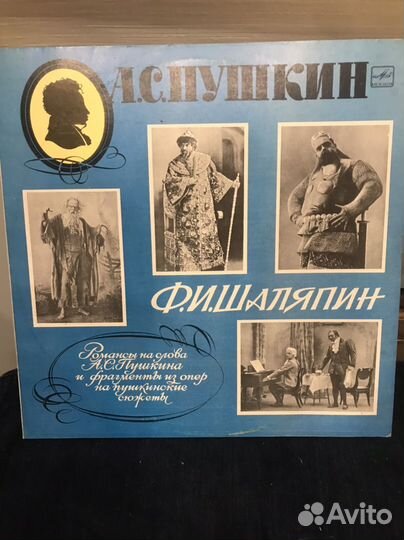 А.С.ПУШКИН
Ф.И.ШАЛЯПИН
Романсы на слова
А.С.Пушкина
и фрагменты из опер
на пушкинские
сюжеты
Avito